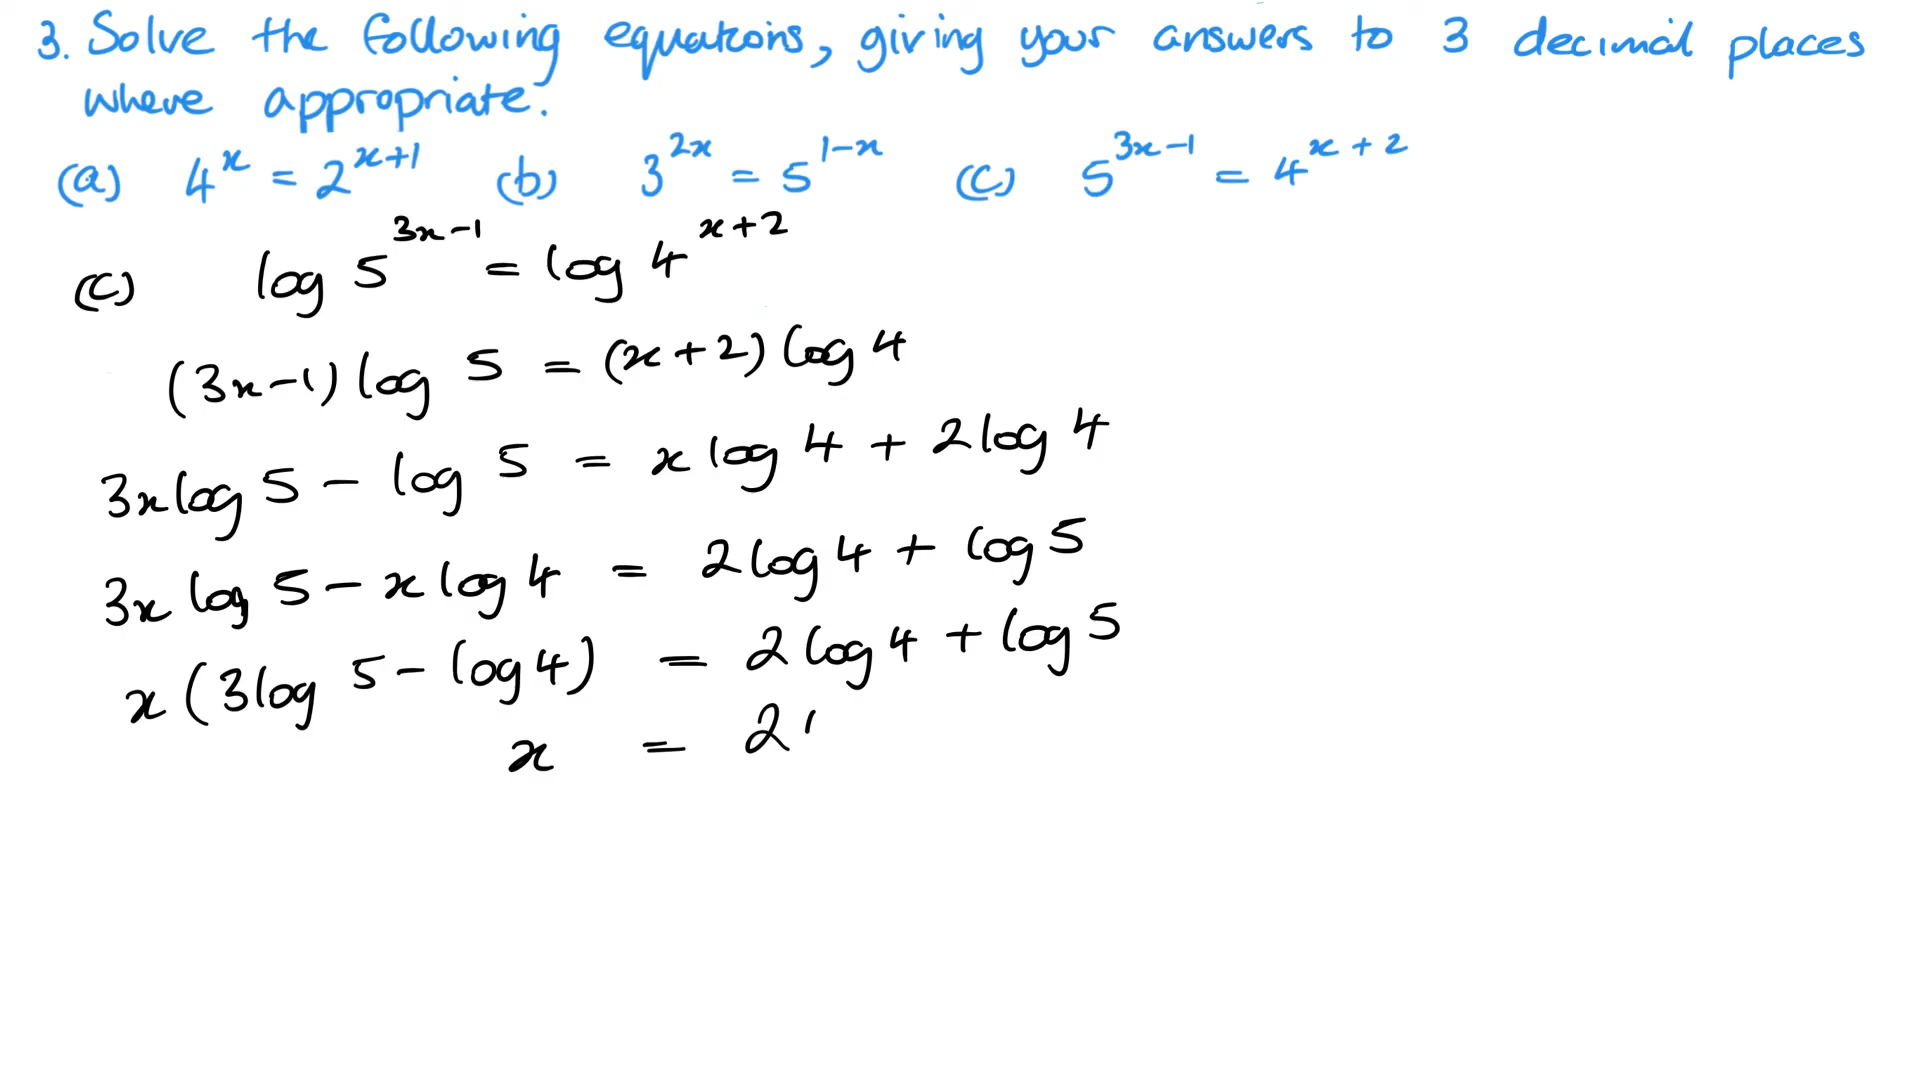 3. Solve the following equations, giving your answers to 3 decimal places
where appropriate.
(a) 4^x = 2^{x+1} (b) 3^{2x} = 5^{1-x} (c) 5^{3x-1} = 4^{x+2}
(c) log 5^{3x-1} = log 4^{x+2}
(3x-1) log 5 = (x+2) log 4
3x log 5 - log 5 = x log 4 + 2 log 4
3x log 5 - x log 4 = 2 log 4 + log 5
x (3 log 5 - log 4) = 2 log 4 + log 5
x = 2